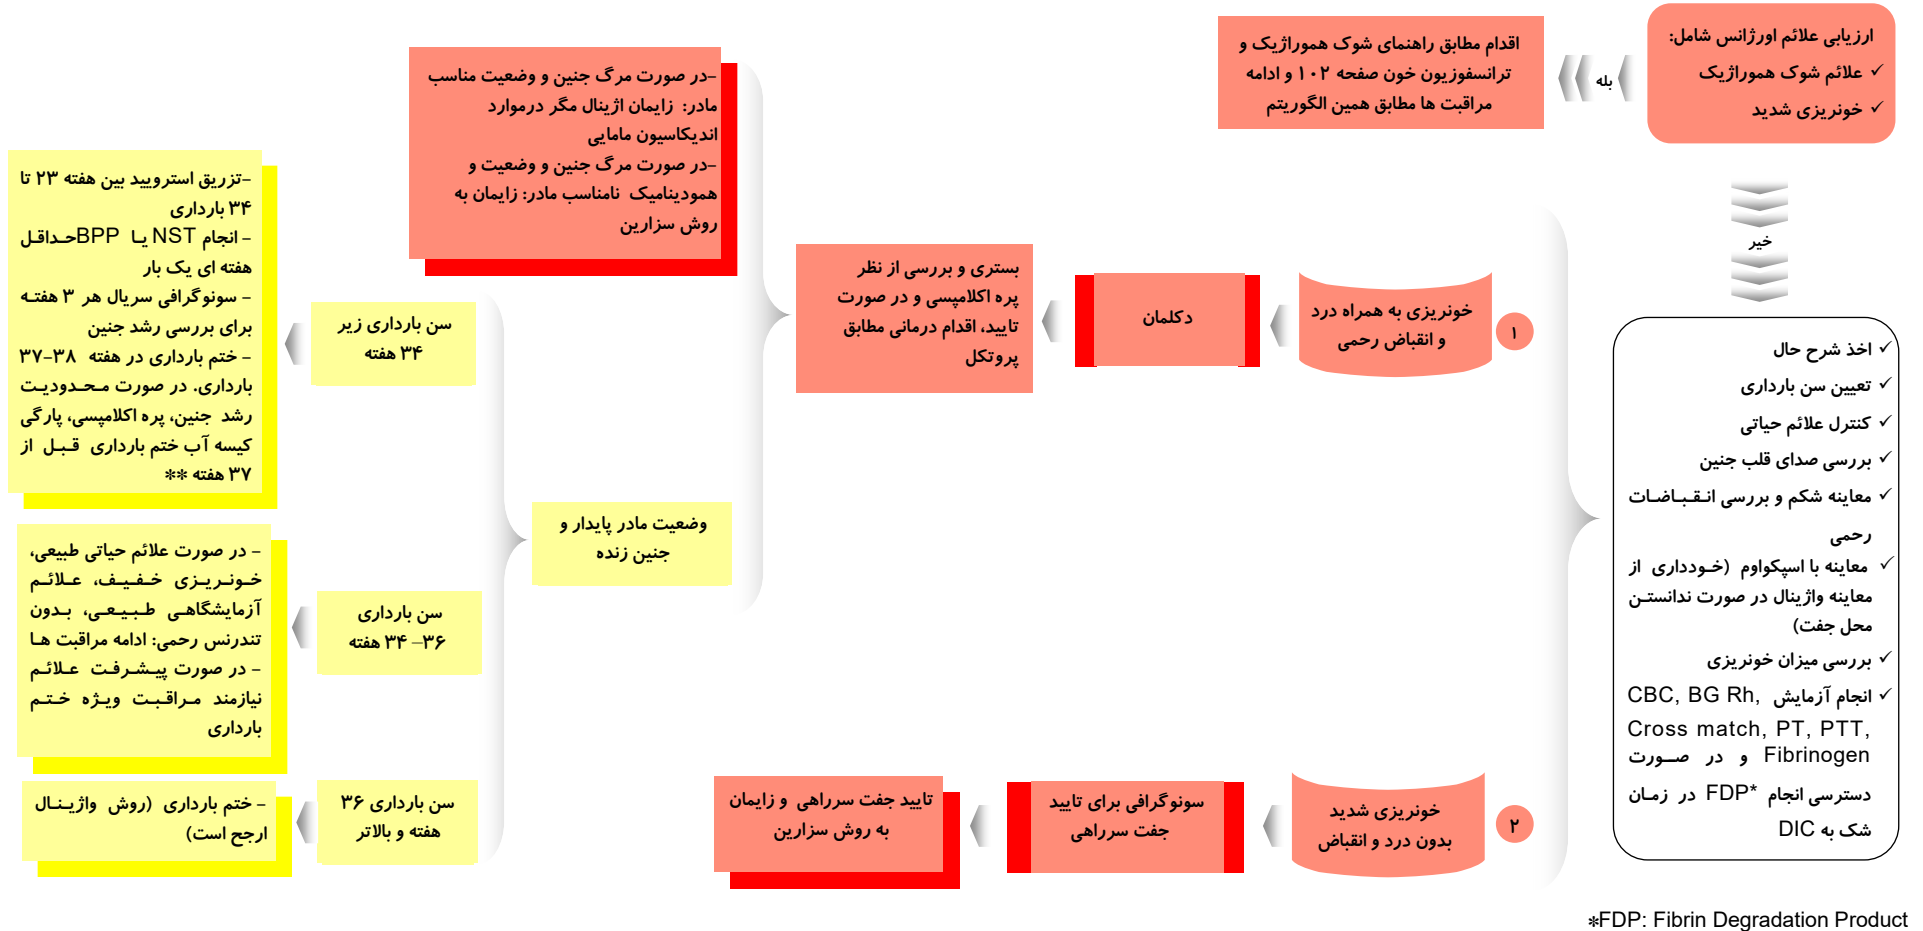 ارزیابی علائم اورژانس شامل:
✓ علائم شوک هموراژیک
✓ خونریزی شدید
بله
اقدام مطابق راهنمای شوک هموراژیک و
ترانسفوزیون خون صفحه ۱۰۲ و ادامه
مراقبت ها مطابق همین الگوریتم
خیر
✓ اخذ شرح حال
✓ تعیین سن بارداری
✓ کنترل علائم حیاتی
✓ بررسی صدای قلب جنین
✓ معاینه شکم و بررسی انقباضات
رحمی
✓ معاینه با اسپکواوم (خودداری از
معاینه واژینال در صورت ندانستن
محل جفت)
✓ بررسی میزان خونریزی
✓ انجام آزمایش CBC, BG Rh,
Cross match, PT, PTT,
Fibrinogen و در صورت
دسترسی انجام FDP* در زمان
شک به DIC
۱
خونریزی به همراه درد
و انقباض رحمی
دکلمان
بستری و بررسی از نظر
پره اکلامپسی و در صورت
تایید، اقدام درمانی مطابق
پروتکل
-در صورت مرگ جنین و وضعیت مناسب
مادر: زایمان اژینال مگر درموارد
اندیکاسیون مامایی
-در صورت مرگ جنین و وضعیت و
همودینامیک نامناسب مادر: زایمان به
روش سزارین
وضعیت مادر پایدار و
جنین زنده
سن بارداری زیر
۳۴ هفته
-تزریق استرویید بین هفته ۲۳ تا
۳۴ بارداری
- انجام NST یا BPPحداقل
هفته ای یک بار
- سونوگرافی سریال هر ۳ هفته
برای بررسی رشد جنین
- ختم بارداری در هفته ۳۸-۳۷
بارداری. در صورت محدودیت
رشد جنین، پره اکلامپسی، پارگی
کیسه آب ختم بارداری قبل از
۳۷ هفته **
سن بارداری
۳۶– ۳۴ هفته
- در صورت علائم حیاتی طبیعی،
خونریزی خفیف، علائم
آزمایشگاهی طبیعی، بدون
تندرنس رحمی: ادامه مراقبت ها
- در صورت پیشرفت علائم
نیازمند مراقبت ویژه ختم
بارداری
سن بارداری ۳۶
هفته و بالاتر
- ختم بارداری (روش واژینال
ارجح است)
۲
خونریزی شدید
بدون درد و انقباض
سونوگرافی برای تایید
جفت سرراهی
تایید جفت سرراهی و زایمان
به روش سزارین
*FDP: Fibrin Degradation Product